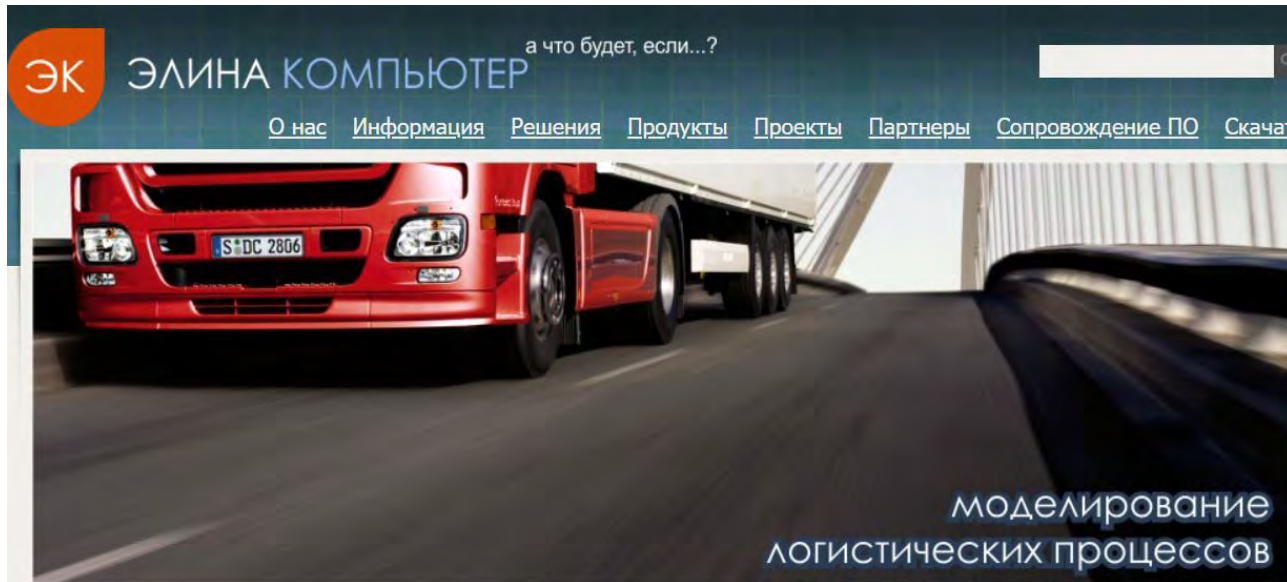 а что будет, если...?
ЭК ЭЛИНА КОМПЬЮТЕР
О нас Информация Решения Продукты Проекты Партнеры Сопровождение ПО Скачат
S DC 2806
моделирование
логистических процессов